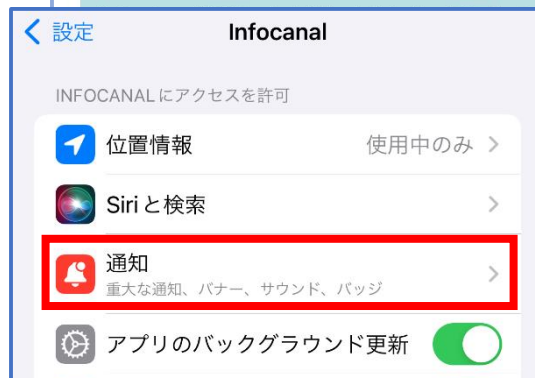 設定
Infocanal
INFOCANALにアクセスを許可
位置情報
使用中のみ
Siriと検索
通知
重大な通知、バナー、サウンド、バッジ
アプリのバックグラウンド更新